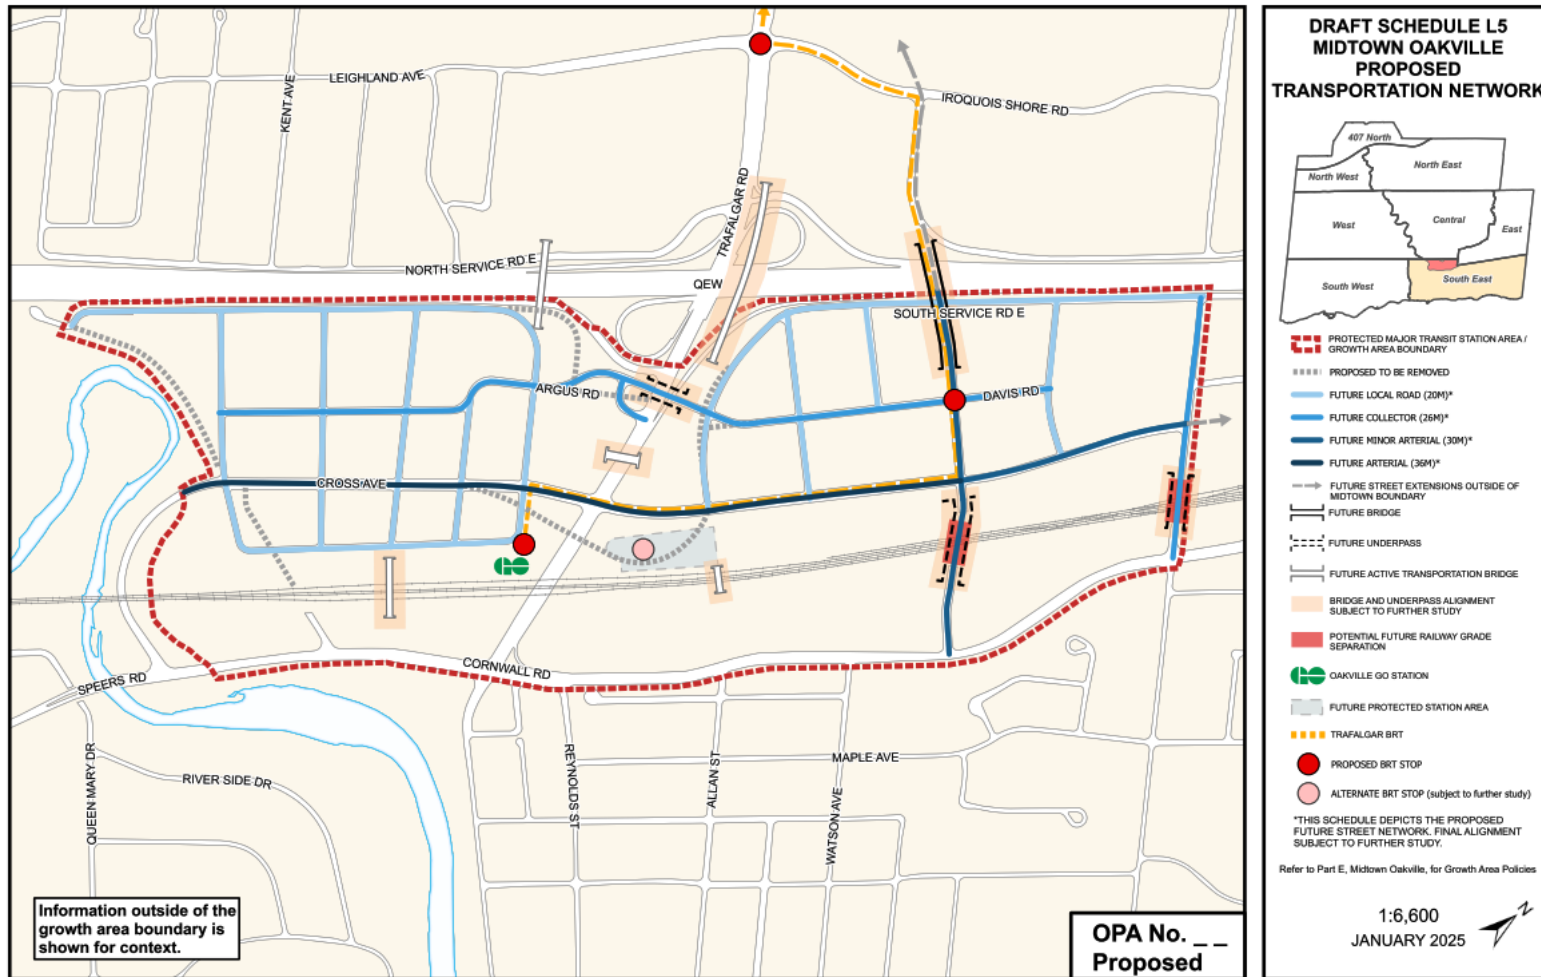 LEIGHLAND AVE
KENT AVE
IROQUOIS SHORE RD
TRAFALGAR RD
NORTH SERVICE RD E
QEW
SOUTH SERVICE RD E
ARGUS RD
DAVIS RD
CROSS AVE
GO
CORNWALL RD
SPEERS RD
QUEEN MARY DR
RIVER SIDE DR
REYNOLDS ST
ALLAN ST
MAPLE AVE
WATSON AVE
Information outside of the
growth area boundary is
shown for context.
OPA No. _ _
Proposed
DRAFT SCHEDULE L5
MIDTOWN OAKVILLE
PROPOSED
TRANSPORTATION NETWORK
407 North
North West
North East
West
Central
East
South West
South East
PROTECTED MAJOR TRANSIT STATION AREA /
GROWTH AREA BOUNDARY
PROPOSED TO BE REMOVED
FUTURE LOCAL ROAD (20M)*
FUTURE COLLECTOR (26M)*
FUTURE MINOR ARTERIAL (30M)*
FUTURE ARTERIAL (36M)*
FUTURE STREET EXTENSIONS OUTSIDE OF
MIDTOWN BOUNDARY
FUTURE BRIDGE
FUTURE UNDERPASS
FUTURE ACTIVE TRANSPORTATION BRIDGE
BRIDGE AND UNDERPASS ALIGNMENT
SUBJECT TO FURTHER STUDY
POTENTIAL FUTURE RAILWAY GRADE
SEPARATION
GO
OAKVILLE GO STATION
FUTURE PROTECTED STATION AREA
TRAFALGAR BRT
PROPOSED BRT STOP
ALTERNATE BRT STOP (subject to further study)
*THIS SCHEDULE DEPICTS THE PROPOSED
FUTURE STREET NETWORK. FINAL ALIGNMENT
SUBJECT TO FURTHER STUDY.
Refer to Part E, Midtown Oakville, for Growth Area Policies
1:6,600
JANUARY 2025
N